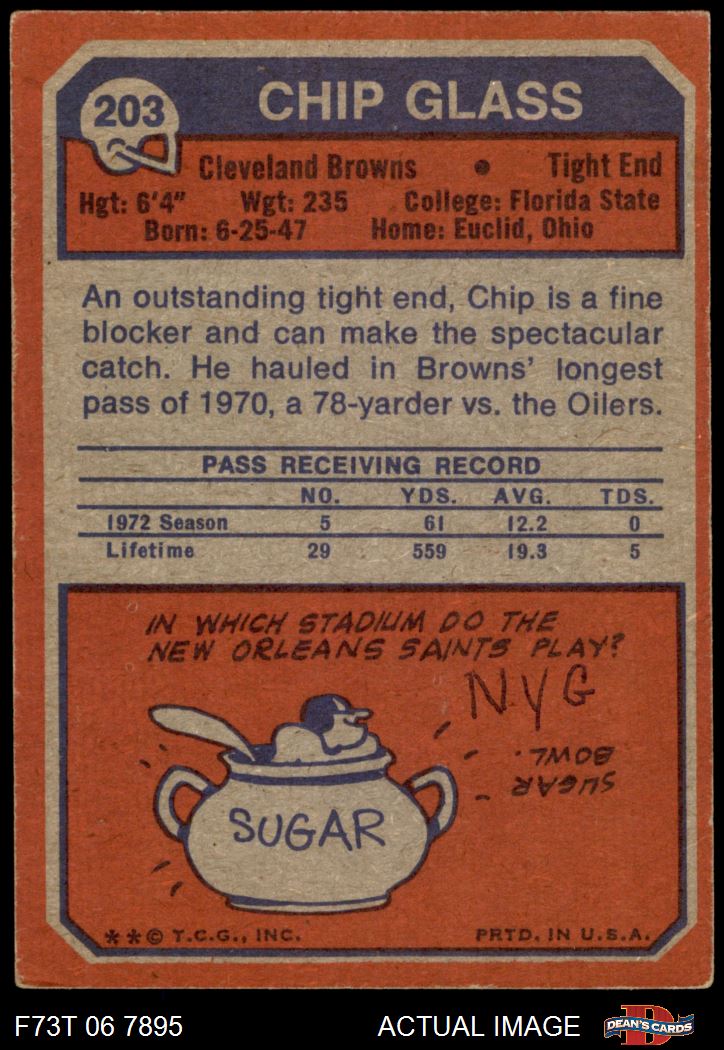 203
CHIP GLASS
Cleveland Browns • Tight End
Hgt: 6'4" Wgt: 235 College: Florida State
Born: 6-25-47 Home: Euclid, Ohio
An outstanding tight end, Chip is a fine
blocker and can make the spectacular
catch. He hauled in Browns' longest
pass of 1970, a 78-yarder vs. the Oilers.
PASS RECEIVING RECORD
NO. YDS. AVG. TDS.
1972 Season 5 61 12.2 0
Lifetime 29 559 19.3 5
IN WHICH STADIUM DO THE
NEW ORLEANS SAINTS PLAY?
NYG
SUGAR
BOWL.
SUGAR
**© T.C.G., INC. PRTD. IN U.S.A.
F73T 06 7895 ACTUAL IMAGE
D
DEAN'S CARDS